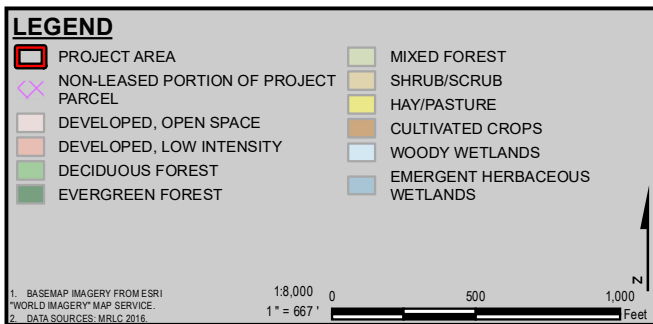 LEGEND
PROJECT AREA
NON-LEASED PORTION OF PROJECT
PARCEL
DEVELOPED, OPEN SPACE
DEVELOPED, LOW INTENSITY
DECIDUOUS FOREST
EVERGREEN FOREST
MIXED FOREST
SHRUB/SCRUB
HAY/PASTURE
CULTIVATED CROPS
WOODY WETLANDS
EMERGENT HERBACEOUS
WETLANDS
1. BASEMAP IMAGERY FROM ESRI
"WORLD IMAGERY" MAP SERVICE.
2. DATA SOURCES: MRLC 2016.
1:8,000
1 " = 667 '
0 500 1,000
Feet
N